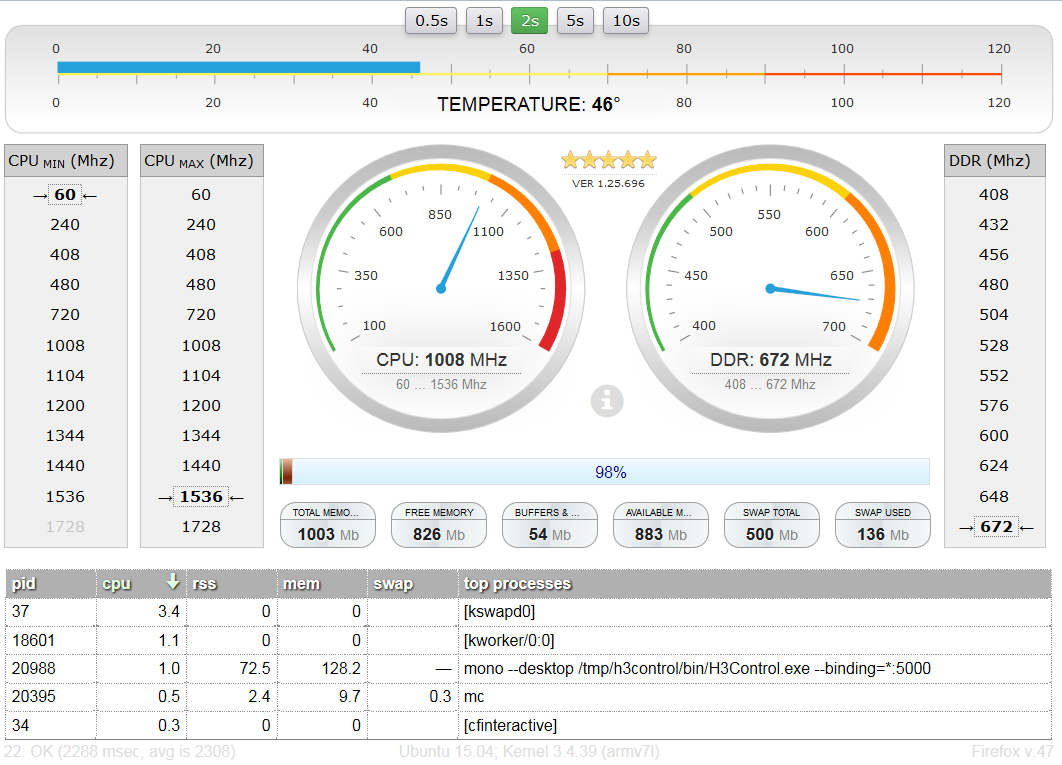 0.5s 1s 2s 5s 10s
0 20 40 60 80 100 120
0 20 40 80 100 120
TEMPERATURE: 46°
CPU MIN (Mhz)
→60←
240
408
480
720
1008
1104
1200
1344
1440
1536
1728
CPU MAX (Mhz)
60
240
408
480
720
1008
1104
1200
1344
1440
→1536←
1728
850
600 1100
350 1350
100 1600
CPU: 1008 MHz
60 ... 1536 Mhz
VER 1.25.696
i
550
500 600
450 650
400 700
DDR: 672 MHz
408 ... 672 MHz
DDR (Mhz)
408
432
456
480
504
528
552
576
600
624
648
→672←
98%
TOTAL MEMO...
1003 Mb
FREE MEMORY
826 Mb
BUFFERS & ...
54 Mb
AVAILABLE M...
883 Mb
SWAP TOTAL
500 Mb
SWAP USED
136 Mb
pid cpu rss mem swap top processes
37 3.4 0 0 [kswapd0]
18601 1.1 0 0 [kworker/0:0]
20988 1.0 72.5 128.2 — mono --desktop /tmp/h3control/bin/H3Control.exe --binding=*:5000
20395 0.5 2.4 9.7 0.3 mc
34 0.3 0 0 [cfinteractive]
22: OK (2288 msec, avg is 2308) Ubuntu 15.04; Kernel 3.4.39 (armv7l) Firefox v:47